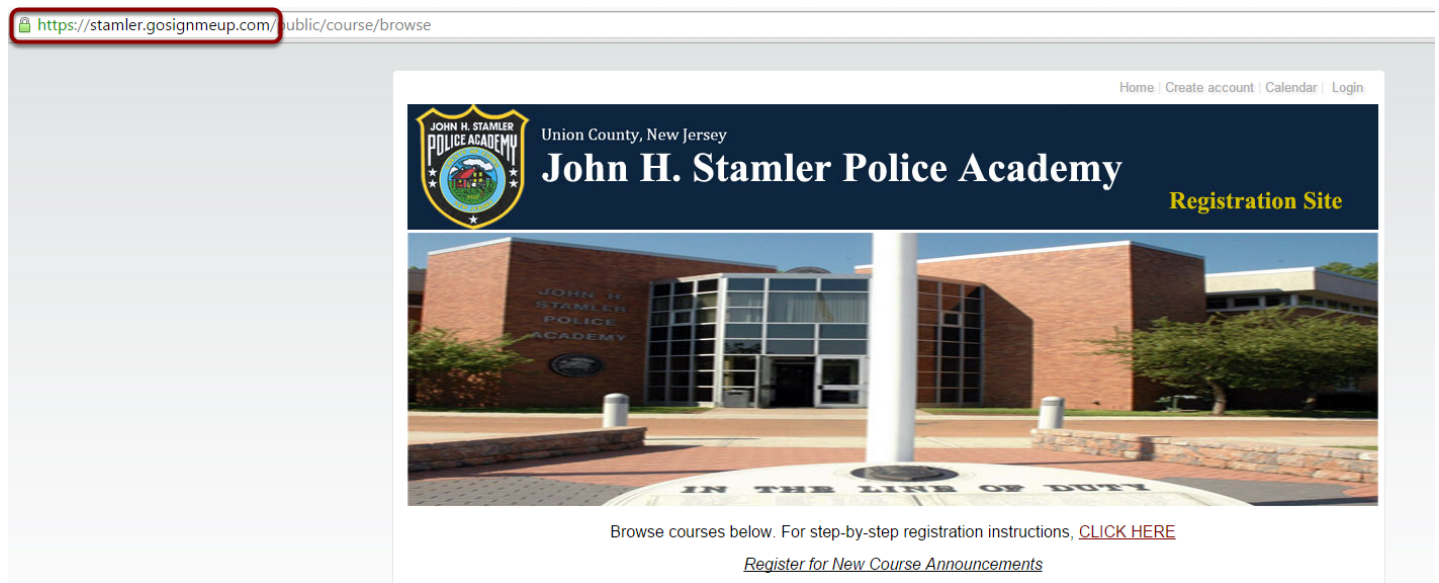 https://stamler.gosignmeup.com/public/course/browse
Home | Create account | Calendar | Login
JOHN H. STAMLER
POLICE ACADEMY
Union County, New Jersey
John H. Stamler Police Academy
Registration Site
JOHN H.
STAMLER
POLICE
ACADEMY
IN THE LINE OF DUTY
Browse courses below. For step-by-step registration instructions, CLICK HERE
Register for New Course Announcements